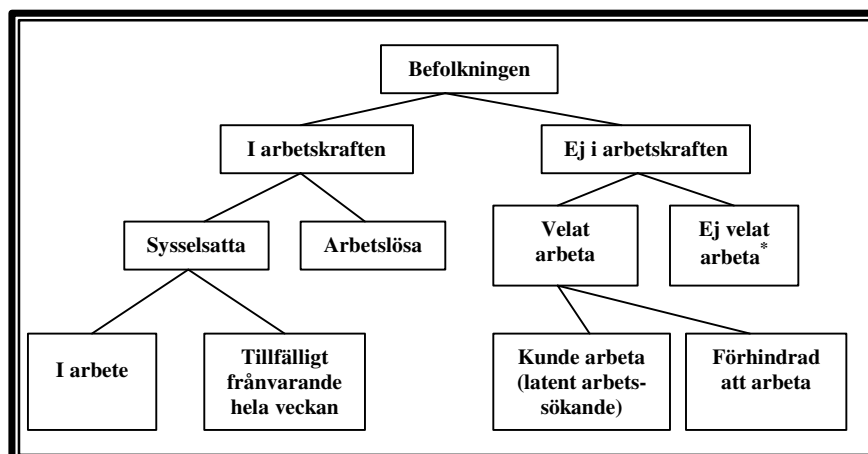 Befolkningen
I arbetskraften
Ej i arbetskraften
Sysselsatta
Arbetslösa
Velat
arbeta
Ej velat
arbeta*
I arbete
Tillfälligt
frånvarande
hela veckan
Kunde arbeta
(latent arbets-
sökande)
Förhindrad
att arbeta